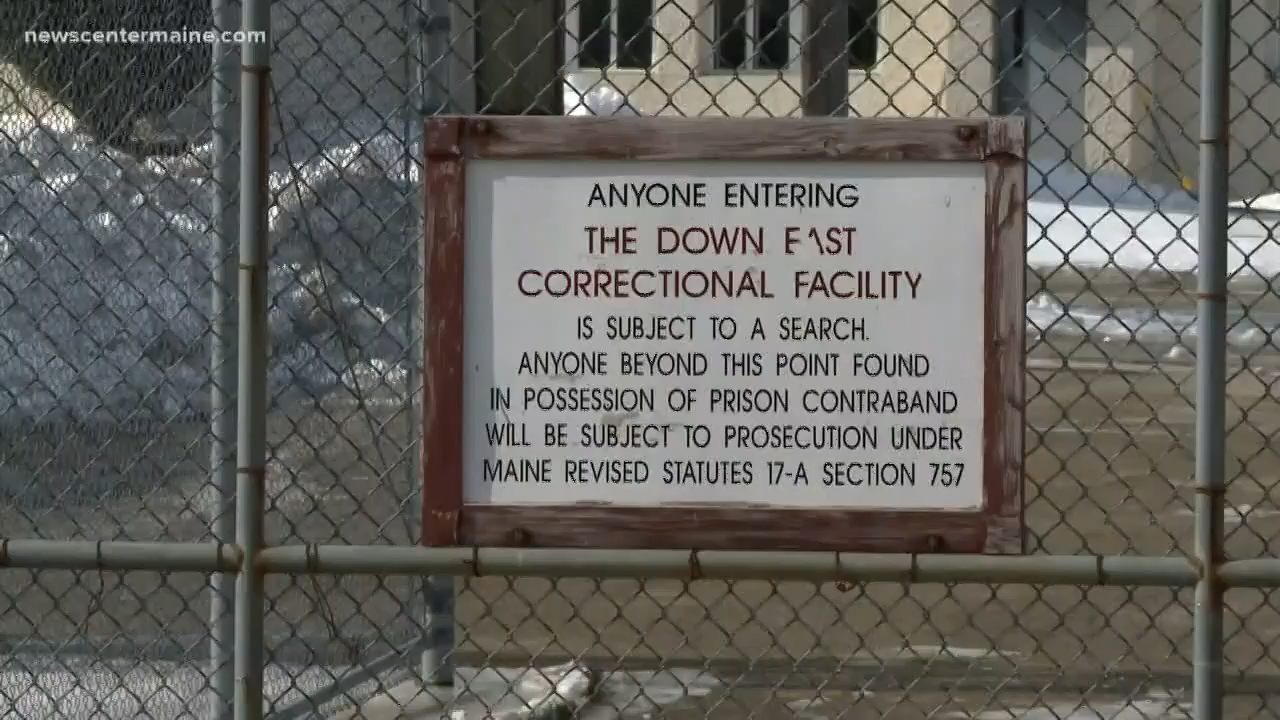 newscentermaine.com
ANYONE ENTERING
THE DOWN EAST
CORRECTIONAL FACILITY
IS SUBJECT TO A SEARCH.
ANYONE BEYOND THIS POINT FOUND
IN POSSESSION OF PRISON CONTRABAND
WILL BE SUBJECT TO PROSECUTION UNDER
MAINE REVISED STATUTES 17-A SECTION 757